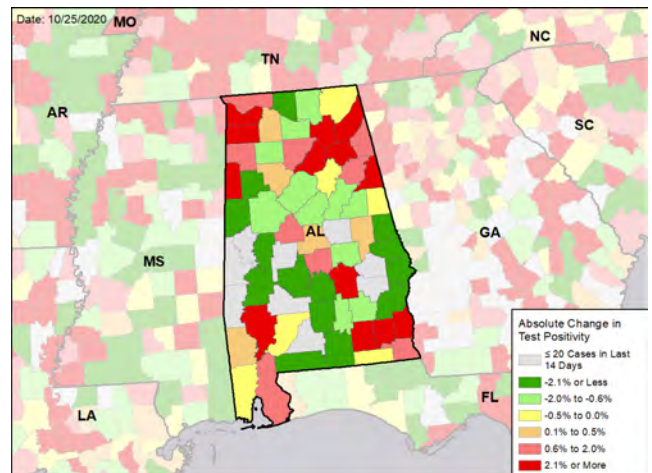 Date: 10/25/2020
MO
NC
TN
AR
SC
AL
GA
MS
LA
FL
Absolute Change in
Test Positivity
≤ 20 Cases in Last
14 Days
-2.1% or Less
-2.0% to -0.6%
-0.5% to 0.0%
0.1% to 0.5%
0.6% to 2.0%
2.1% or More